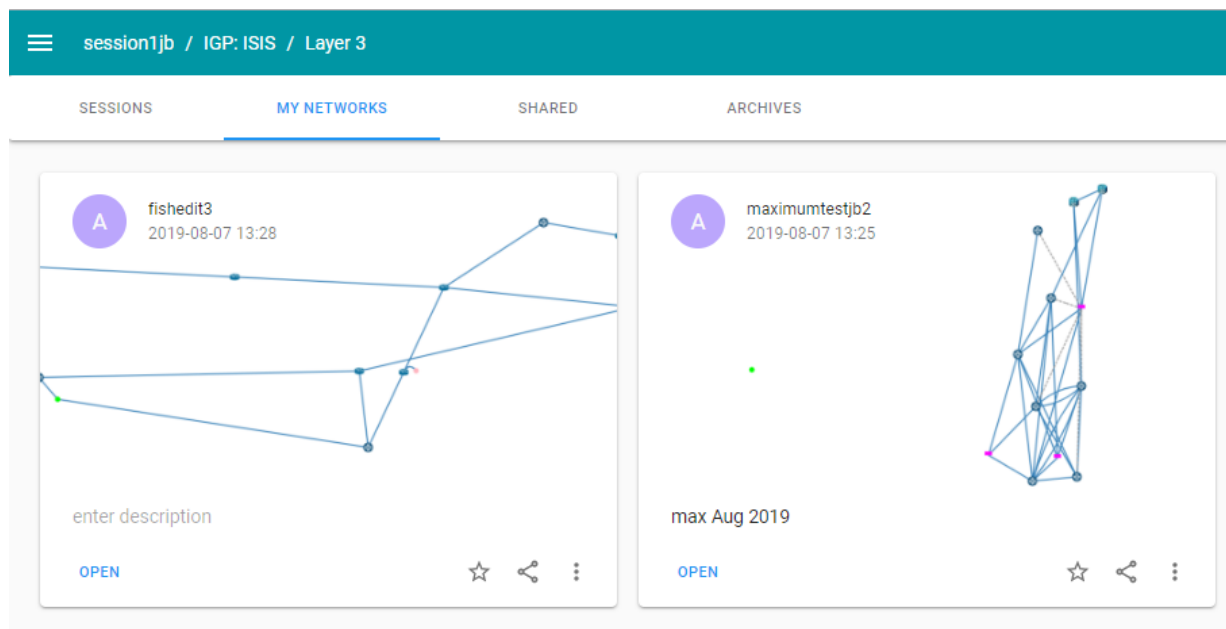 session1jb / IGP: ISIS / Layer 3
SESSIONS MY NETWORKS SHARED ARCHIVES
A
fishedit3
2019-08-07 13:28
enter description
OPEN
A
maximumtestjb2
2019-08-07 13:25
max Aug 2019
OPEN